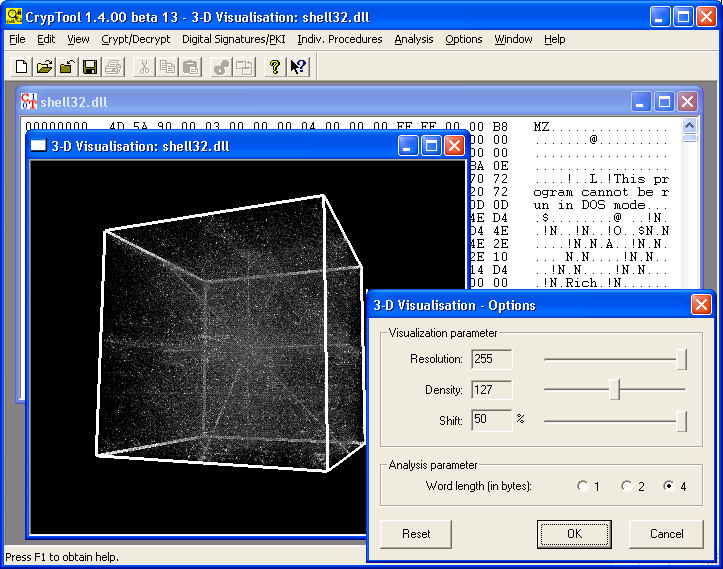 CrypTool 1.4.00 beta 13 - 3-D Visualisation: shell32.dll
File Edit View Crypt/Decrypt Digital Signatures/PKI Indiv. Procedures Analysis Options Window Help
shell32.dll
00000000 4D 5A 90 00 03 00 00 00 04 00 00 00 FF FF 00 00 B8 MZ...............
3-D Visualisation: shell32.dll
00 00 .......@.........
00 00 .................
BA 0E .................
70 72 ....!..L.!This pr
20 72 ogram cannot be r
0D 0D un in DOS mode...
4E D4 .$........@ ..!N.
D4 4E .!N..!N..!O..$N.N
4E 2E ....!N.N.A..!N.N.
2E 10 N.N.....!N.N.
14 D4 .!N.N......!N.N..
00 00 .!N.Rich.!N......
3-D Visualisation - Options
Visualization parameter
Resolution: 255
Density: 127
Shift: 50 %
Analysis parameter
Word length (in bytes): 1 2 4
Reset OK Cancel
Press F1 to obtain help.